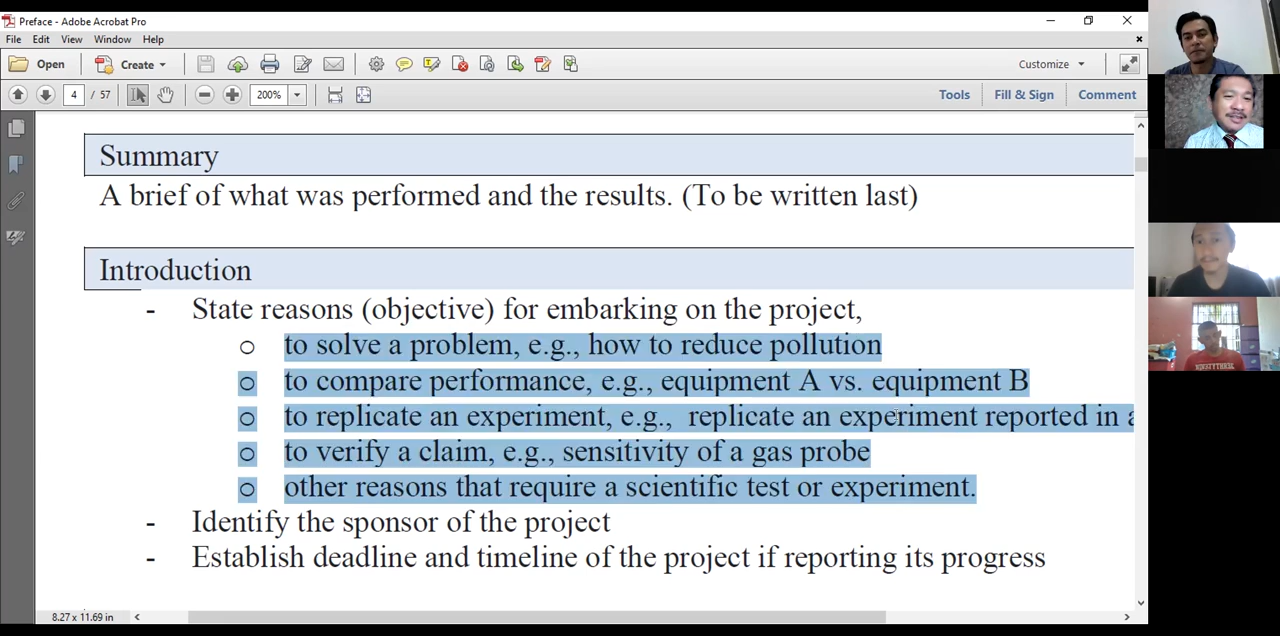 Preface - Adobe Acrobat Pro
File Edit View Window Help
Open Create Customize
4 / 57 200% Tools Fill & Sign Comment
Summary
A brief of what was performed and the results. (To be written last)
Introduction
- State reasons (objective) for embarking on the project,
o to solve a problem, e.g., how to reduce pollution
o to compare performance, e.g., equipment A vs. equipment B
o to replicate an experiment, e.g., replicate an experiment reported in
o to verify a claim, e.g., sensitivity of a gas probe
o other reasons that require a scientific test or experiment.
- Identify the sponsor of the project
- Establish deadline and timeline of the project if reporting its progress
8.27 x 11.69 in